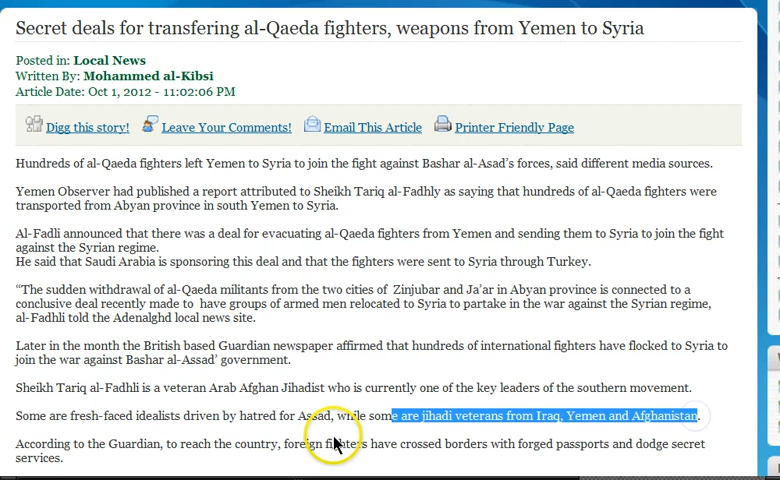 Secret deals for transfering al-Qaeda fighters, weapons from Yemen to Syria
Posted in: Local News
Written By: Mohammed al-Kibsi
Article Date: Oct 1, 2012 - 11:02:06 PM
Digg this story! Leave Your Comments! Email This Article Printer Friendly Page
Hundreds of al-Qaeda fighters left Yemen to Syria to join the fight against Bashar al-Asad's forces, said different media sources.
Yemen Observer had published a report attributed to Sheikh Tariq al-Fadhly as saying that hundreds of al-Qaeda fighters were
transported from Abyan province in south Yemen to Syria.
Al-Fadli announced that there was a deal for evacuating al-Qaeda fighters from Yemen and sending them to Syria to join the fight
against the Syrian regime.
He said that Saudi Arabia is sponsoring this deal and that the fighters were sent to Syria through Turkey.
“The sudden withdrawal of al-Qaeda militants from the two cities of Zinjubar and Ja'ar in Abyan province is connected to a
conclusive deal recently made to have groups of armed men relocated to Syria to partake in the war against the Syrian regime,
al-Fadhli told the Adenalghd local news site.
Later in the month the British based Guardian newspaper affirmed that hundreds of international fighters have flocked to Syria to
join the war against Bashar al-Assad' government.
Sheikh Tariq al-Fadhli is a veteran Arab Afghan Jihadist who is currently one of the key leaders of the southern movement.
Some are fresh-faced idealists driven by hatred for Assad, while some are jihadi veterans from Iraq, Yemen and Afghanistan.
According to the Guardian, to reach the country, foreign fighters have crossed borders with forged passports and dodge secret
services.